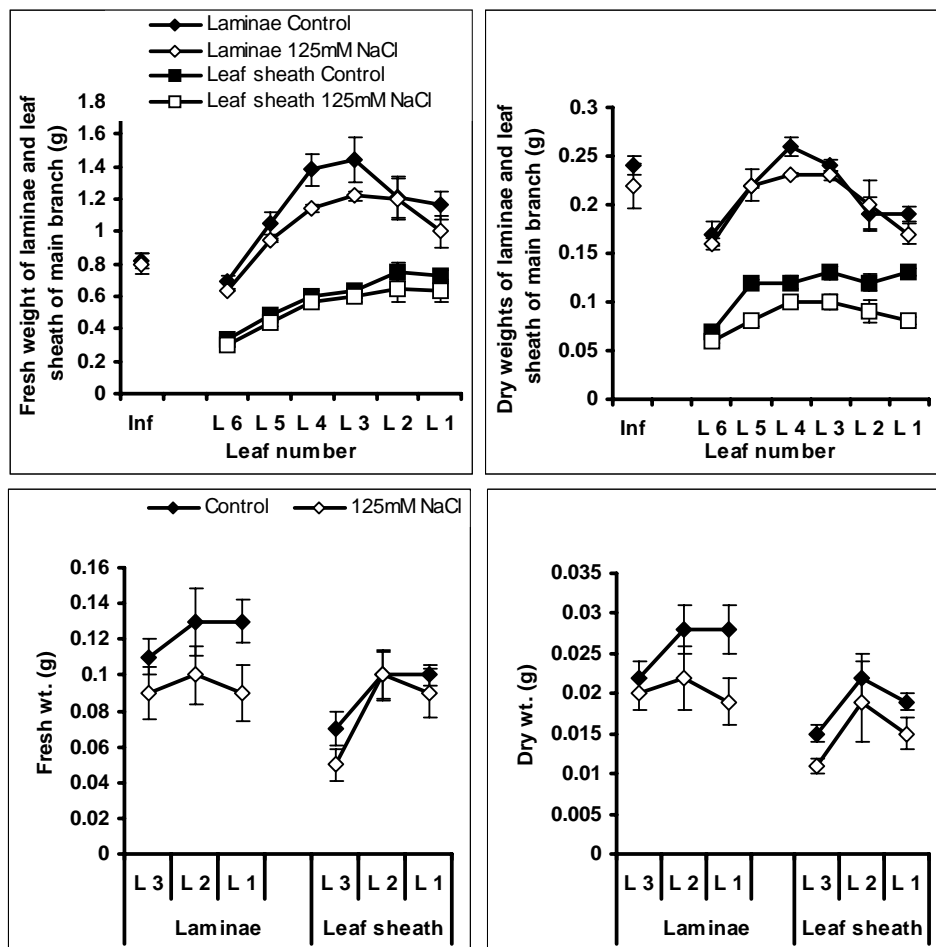 Laminae Control
Laminae 125mM NaCl
Leaf sheath Control
Leaf sheath 125mM NaCl
Fresh weight of laminae and leaf
sheath of main branch (g)
1.8
1.6
1.4
1.2
1
0.8
0.6
0.4
0.2
0
Inf L 6 L 5 L 4 L 3 L 2 L 1
Leaf number
Dry weights of laminae and leaf
sheath of main branch (g)
0.3
0.25
0.2
0.15
0.1
0.05
0
Inf L 6 L 5 L 4 L 3 L 2 L 1
Leaf number
Control 125mM NaCl
Fresh wt. (g)
0.16
0.14
0.12
0.1
0.08
0.06
0.04
0.02
0
L 3 L 2 L 1 L 3 L 2 L 1
Laminae Leaf sheath
Dry wt. (g)
0.035
0.03
0.025
0.02
0.015
0.01
0.005
0
L 3 L 2 L 1 L 3 L 2 L 1
Laminae Leaf sheath